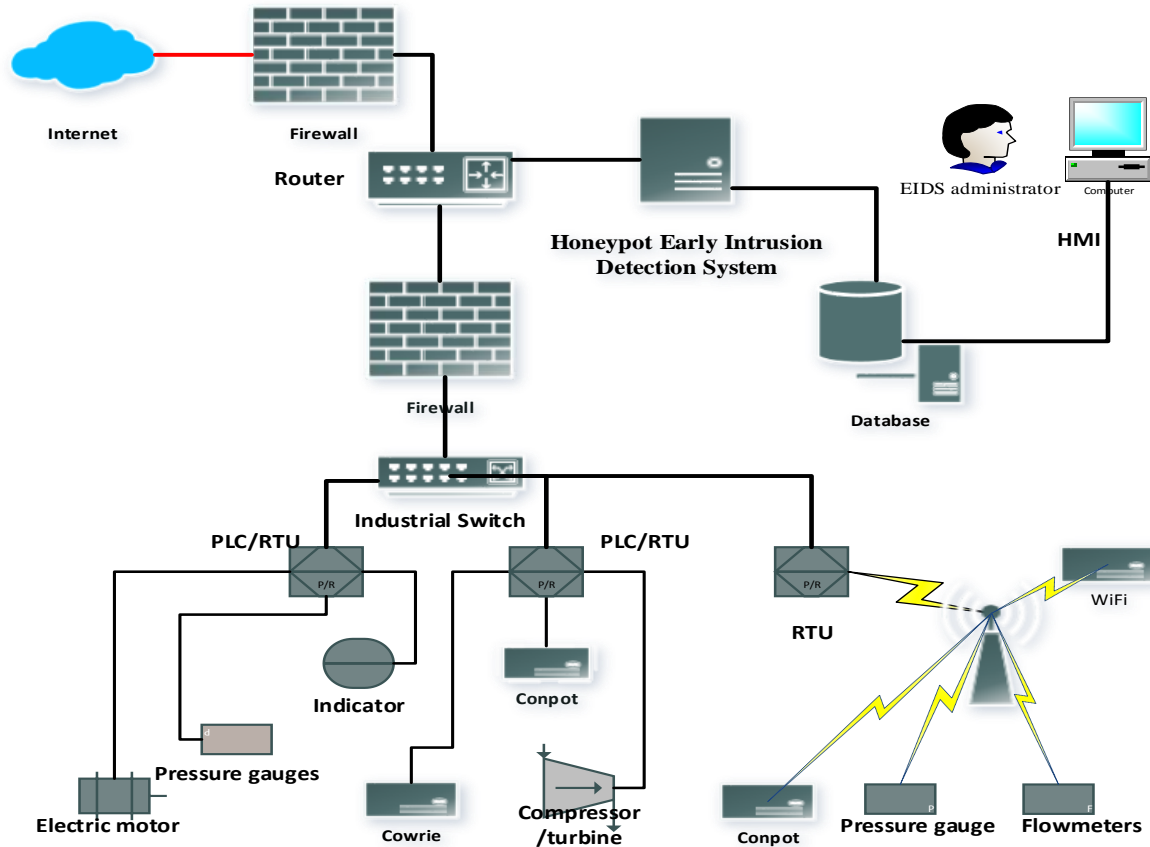 Internet
Firewall
Router
Honeypot Early Intrusion
Detection System
EIDS administrator
Computer
HMI
Firewall
Database
Industrial Switch
PLC/RTU
P/R
PLC/RTU
P/R
P/R
RTU
WiFi
Indicator
Conpot
P
Pressure gauges
Electric motor
Cowrie
Compressor
/turbine
Conpot
P
Pressure gauge
F
Flowmeters